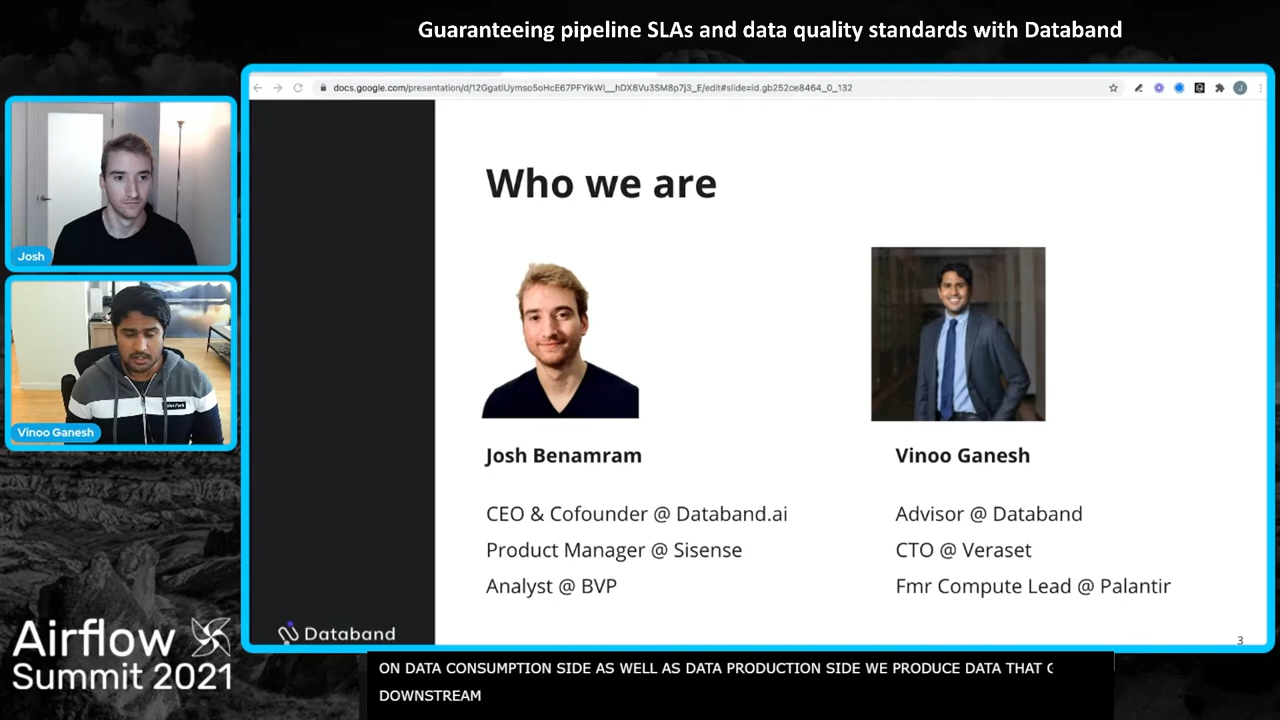 Guaranteeing pipeline SLAs and data quality standards with Databand
docs.google.com/presentation/d/12GgatlUymso5oHcE67PFYikWl__hDX8Vu3SM8p7j3_E/edit#slide=id.gb252ce8464_0_132
J
Josh
Vinoo Ganesh
Who we are
Josh Benamram
CEO & Cofounder @ Databand.ai
Product Manager @ Sisense
Analyst @ BVP
Vinoo Ganesh
Advisor @ Databand
CTO @ Veraset
Fmr Compute Lead @ Palantir
Databand
3
Airflow
Summit 2021
ON DATA CONSUMPTION SIDE AS WELL AS DATA PRODUCTION SIDE WE PRODUCE DATA THAT
DOWNSTREAM